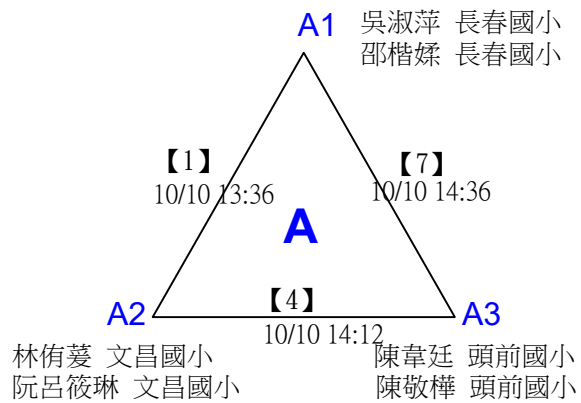 A1 吳淑萍 長春國小
邵楷媃 長春國小
【1】
10/10 13:36
【7】
10/10 14:36
A
A2
【4】
10/10 14:12
A3
林侑蓤 文昌國小
阮呂筱琳 文昌國小
陳韋廷 頭前國小
陳敬樺 頭前國小